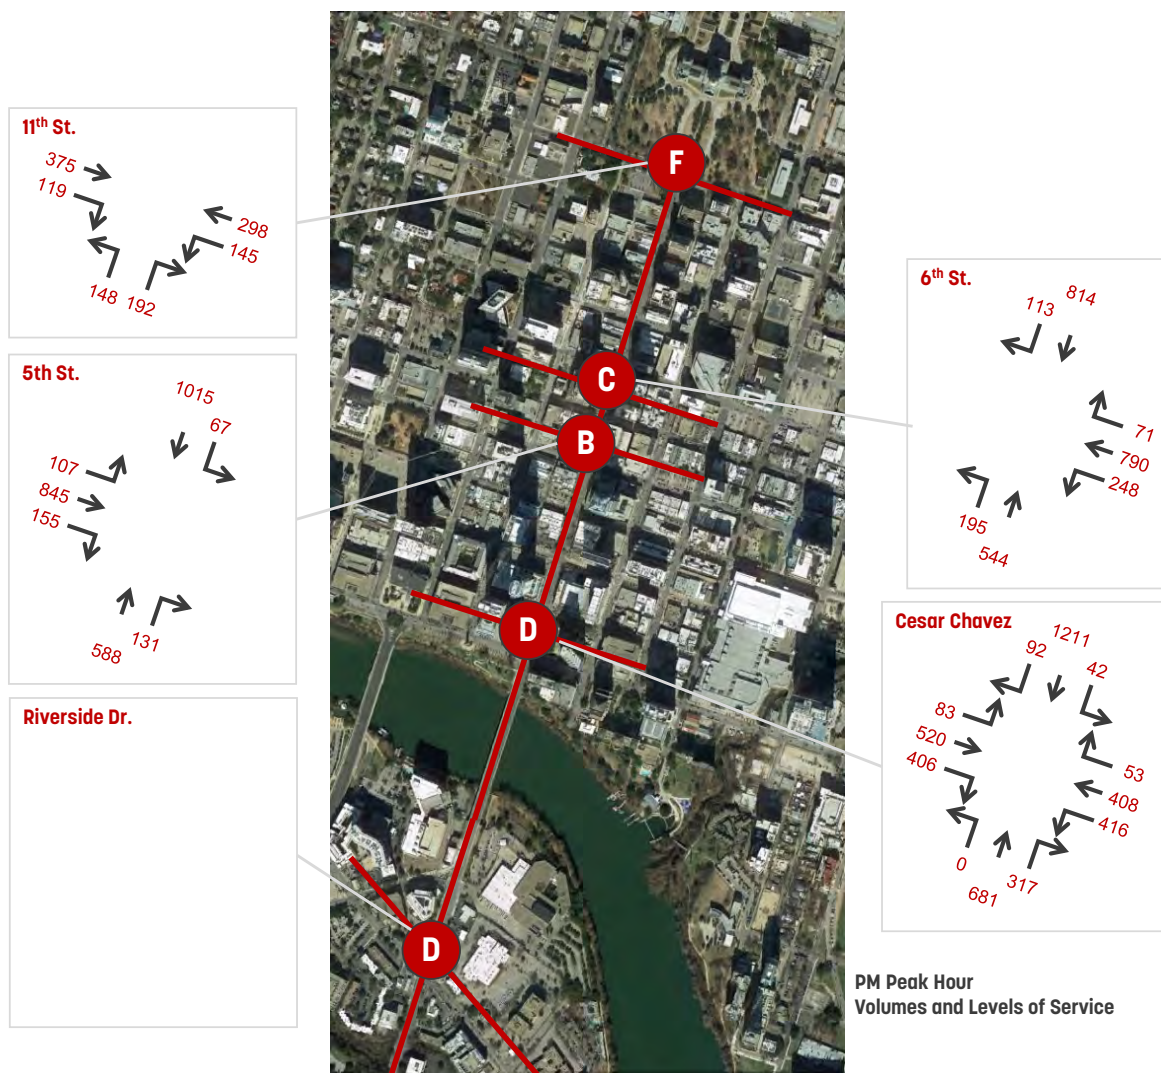 11th St.
375
119
298
145
148
192
5th St.
1015
67
107
845
155
131
588
Riverside Dr.
F
C
B
D
D
6th St.
814
113
71
790
248
195
544
Cesar Chavez
1211
92
42
83
520
406
53
408
416
0
317
681
PM Peak Hour
Volumes and Levels of Service